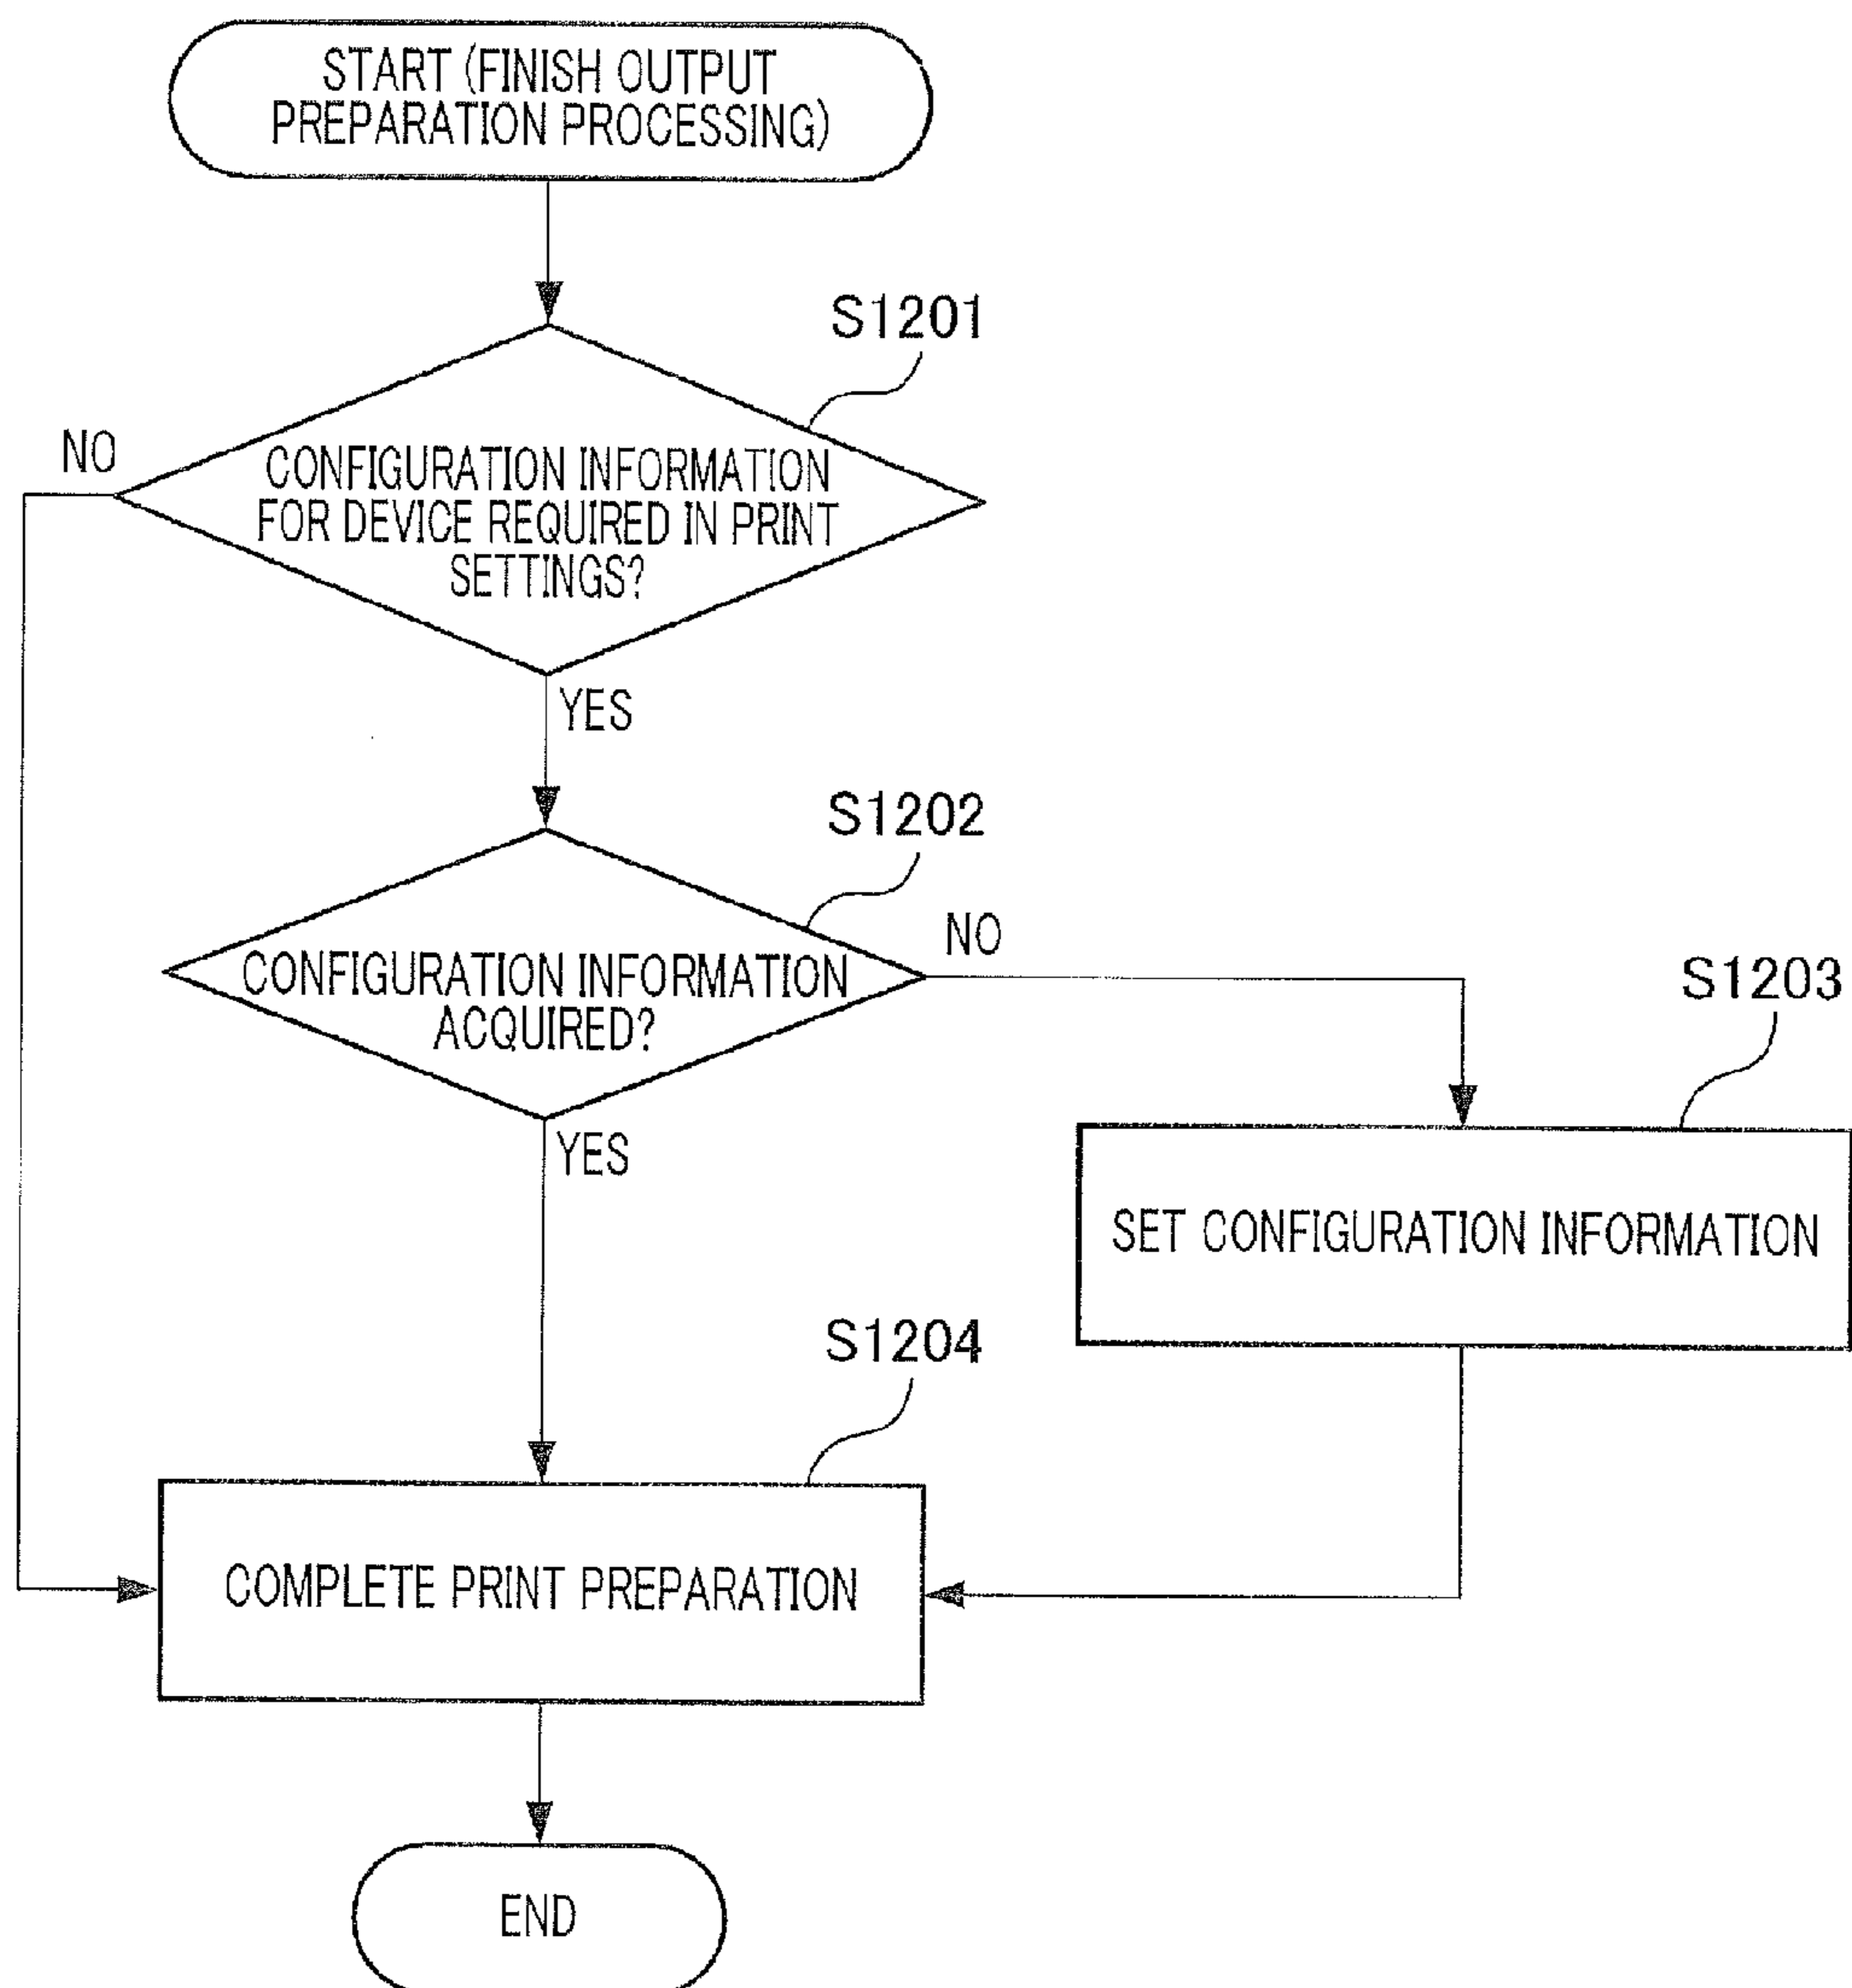 START (FINISH OUTPUT
PREPARATION PROCESSING)
S1201
NO
CONFIGURATION INFORMATION
FOR DEVICE REQUIRED IN PRINT
SETTINGS?
YES
S1202
NO
CONFIGURATION INFORMATION
ACQUIRED?
YES
S1203
SET CONFIGURATION INFORMATION
S1204
COMPLETE PRINT PREPARATION
END